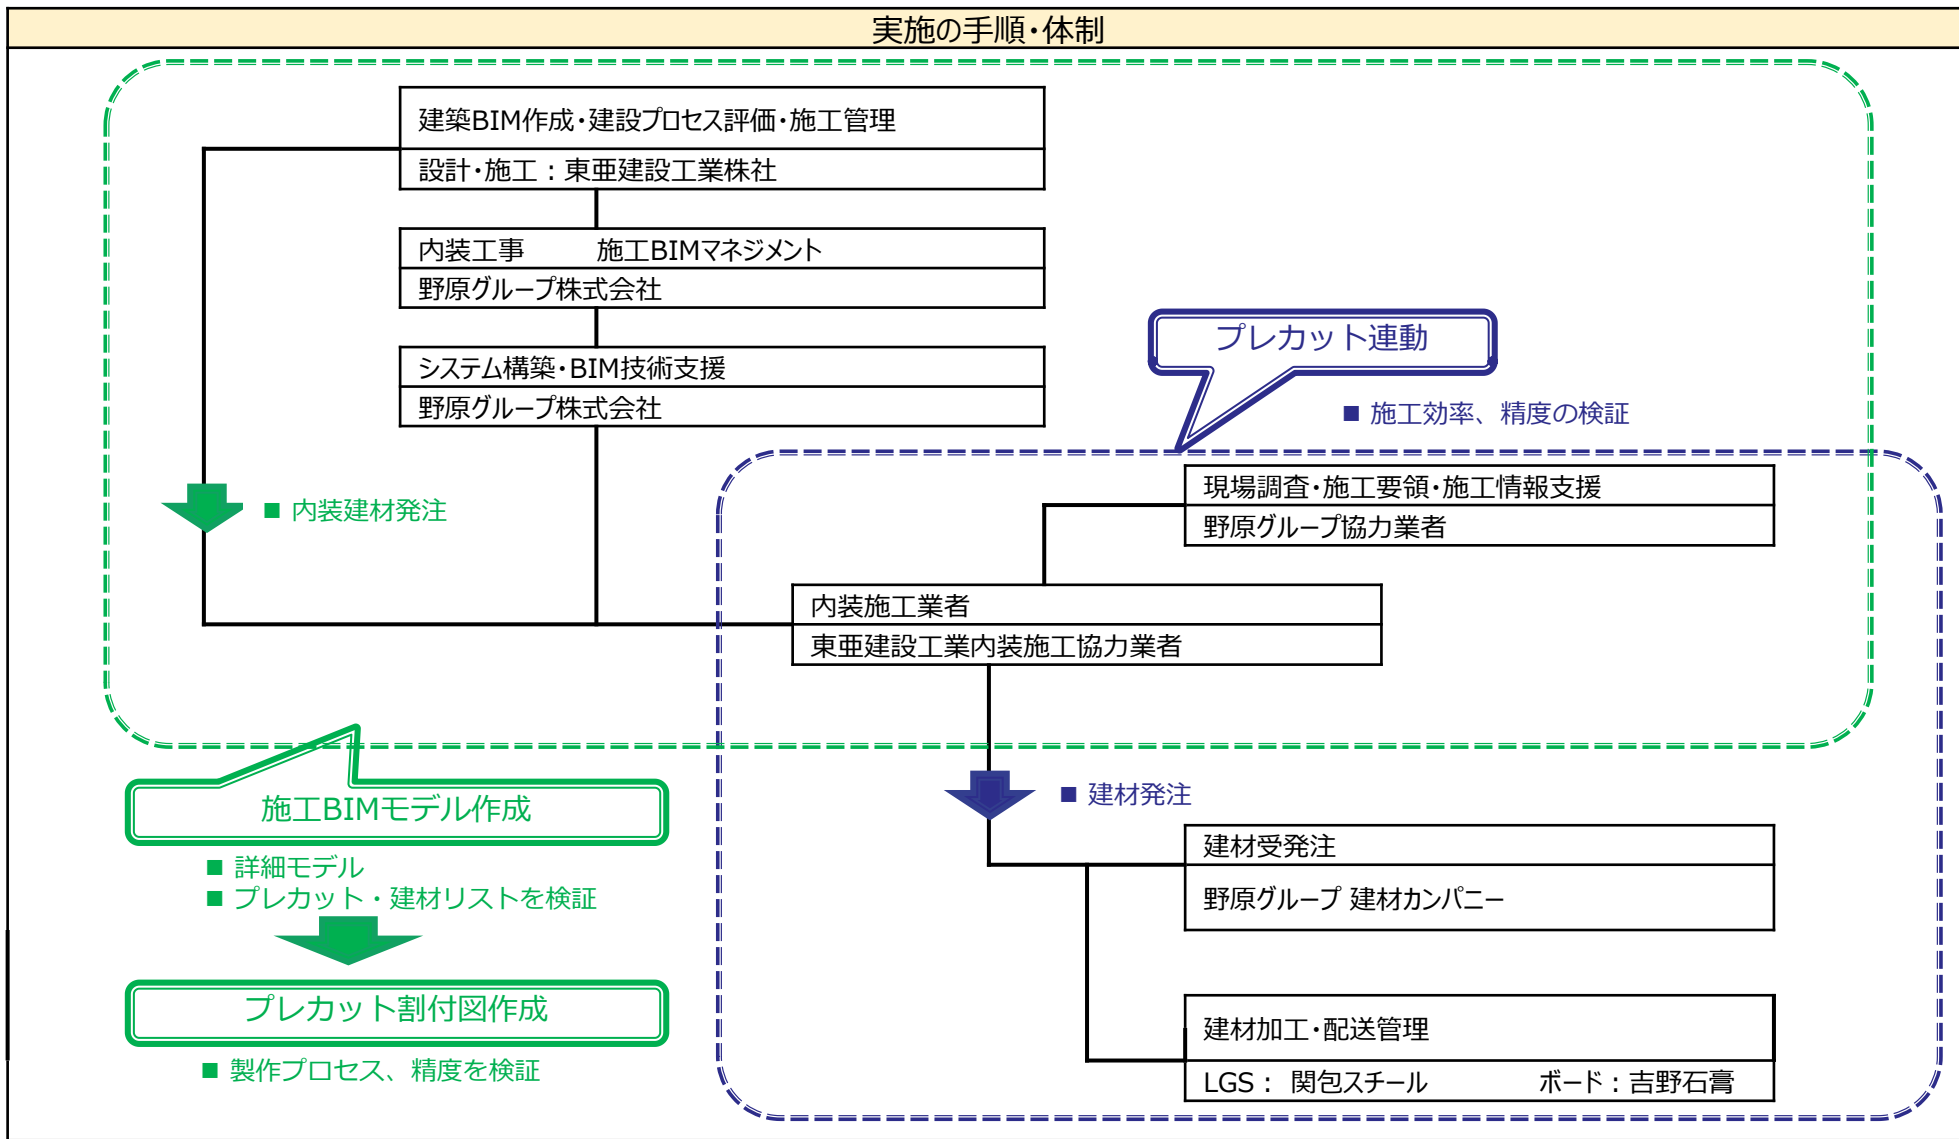 実施の手順・体制
建築BIM作成・建設プロセス評価・施工管理
設計・施工：東亜建設工業株社
内装工事　　施工BIMマネジメント
野原グループ株式会社
システム構築・BIM技術支援
野原グループ株式会社
プレカット連動
■ 施工効率、精度の検証
■ 内装建材発注
現場調査・施工要領・施工情報支援
野原グループ協力業者
内装施工業者
東亜建設工業内装施工協力業者
■ 建材発注
施工BIMモデル作成
■ 詳細モデル
■ プレカット・建材リストを検証
建材受発注
野原グループ 建材カンパニー
プレカット割付図作成
■ 製作プロセス、精度を検証
建材加工・配送管理
LGS： 関包スチール　　　ボード：吉野石膏